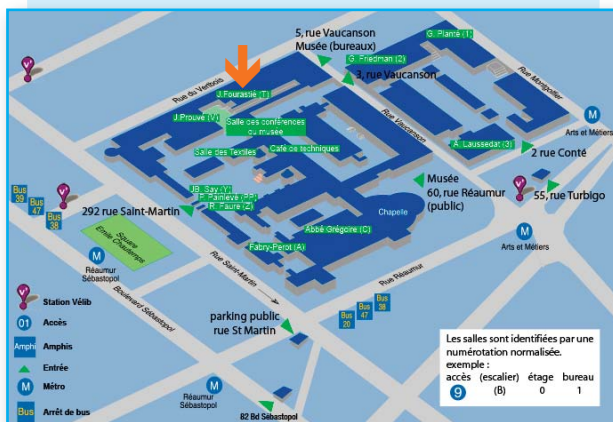 5, rue Vaucanson
Musée (bureaux)
G. Planté (1)
G. Friedman (2)
3, rue Vaucanson
Rue Montgolfier
Rue du Vertbois
J.Fourastié (T)
J.Prouvé (V)
Salle des conférences
du musée
Rue Vaucanson
M
Arts et Métiers
A. Laussedat (3)
2 rue Conté
Salle des Textiles
Café de techniques
Musée
60, rue Réaumur
(public)
55, rue Turbigo
Bus
39
Bus
47
Bus
38
JB. Say (Y)
P. Painlevé (PP)
R. Faure (Z)
292 rue Saint-Martin
Chapelle
Abbé Grégoire (C)
M
Arts et Métiers
Square
Emile Chautemps
Fabry-Perot (A)
M
Réaumur
Sébastopol
Rue Saint-Martin
Rue Réaumur
Boulevard Sébastopol
Bus
20
Bus
47
Bus
38
parking public
rue St Martin
Station Vélib
01
Accès
Amphi
Amphis
Entrée
M
Métro
Bus
Arrêt de bus
M
Réaumur
Sébastopol
82 Bd Sébastopol
Les salles sont identifiées par une
numérotation normalisée.
exemple :
accès (escalier) étage bureau
9 (B) 0 1